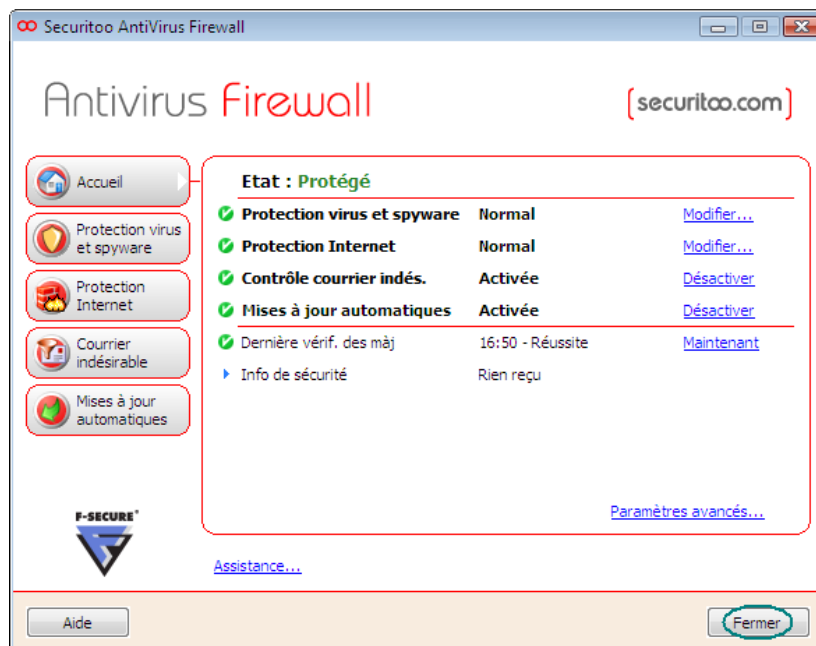 Securitoo AntiVirus Firewall
Antivirus Firewall
[securitoo.com]
Accueil
Protection virus
et spyware
Protection
Internet
Courrier
indésirable
Mises à jour
automatiques
F-SECURE®
Etat : Protégé
Protection virus et spyware Normal Modifier...
Protection Internet Normal Modifier...
Contrôle courrier indés. Activée Désactiver
Mises à jour automatiques Activée Désactiver
Dernière vérif. des màj 16:50 - Réussite Maintenant
Info de sécurité Rien reçu
Paramètres avancés...
Assistance...
Aide
Fermer